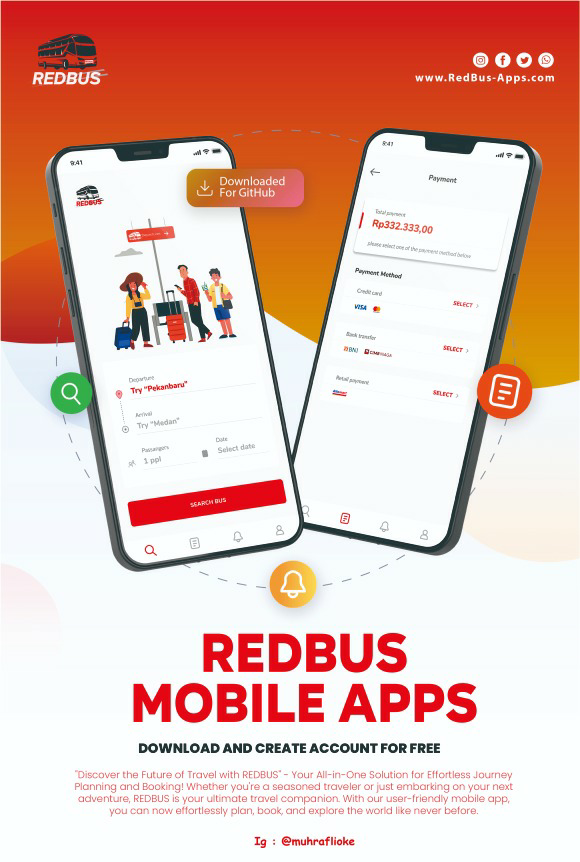 REDBUS
www.RedBus-Apps.com
9:41
REDBUS
Downloaded
For GitHub
Departure
Try "Pekanbaru"
Arrival
Try "Medan"
Passangers
1 ppl
Date
Select date
SEARCH BUS
9:41
Payment
Total payment
Rp332.333,00
please select one of the payment method below
Payment Method
Credit card
VISA
SELECT
Bank transfer
BNI
CIMB NIAGA
SELECT
Retail payment
SELECT
REDBUS
MOBILE APPS
DOWNLOAD AND CREATE ACCOUNT FOR FREE
"Discover the Future of Travel with REDBUS" - Your All-in-One Solution for Effortless Journey
Planning and Booking! Whether you're a seasoned traveler or just embarking on your next
adventure, REDBUS is your ultimate travel companion. With our user-friendly mobile app,
you can now effortlessly plan, book, and explore the world like never before.
Ig : @muhraflioke